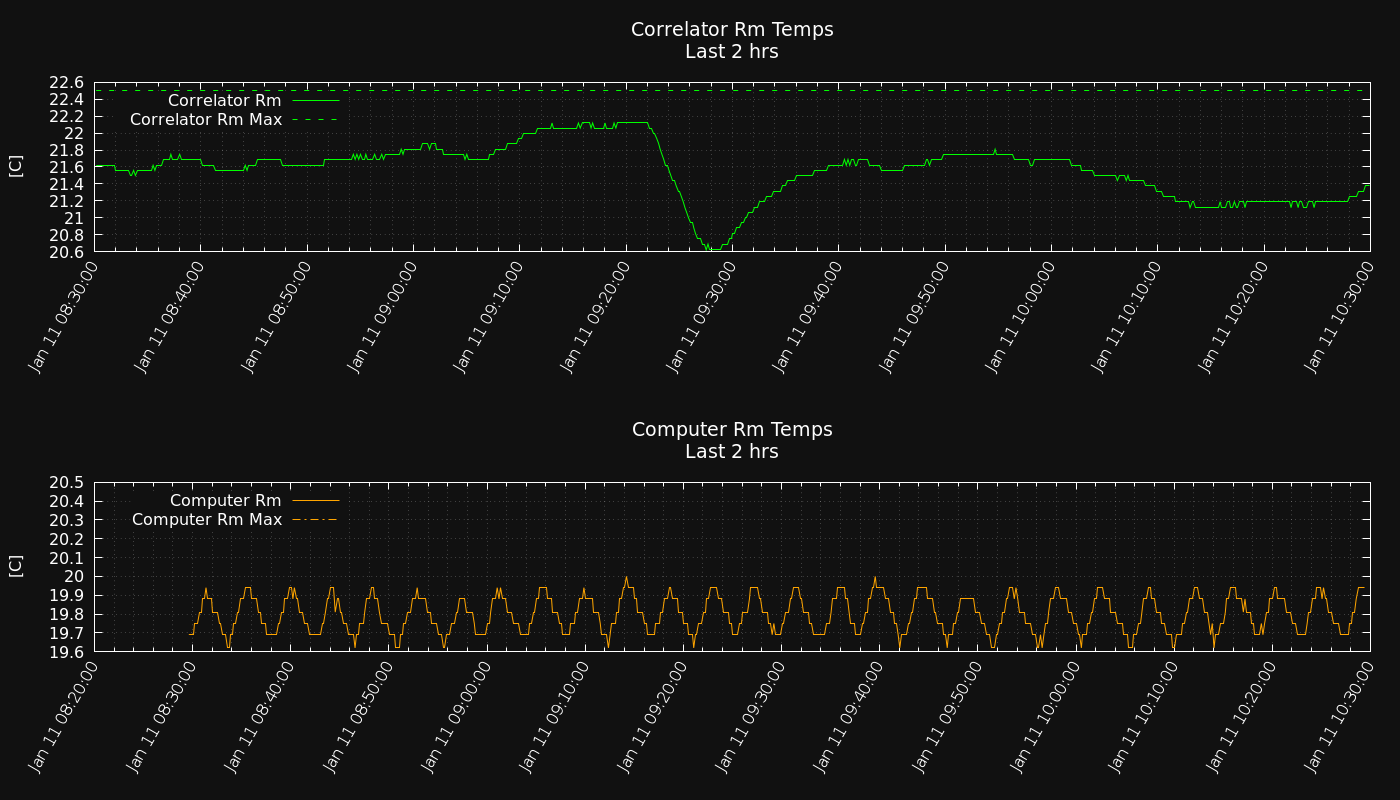 Correlator Rm Temps
Last 2 hrs
[C]
22.6
22.4
22.2
22
21.8
21.6
21.4
21.2
21
20.8
20.6
Correlator Rm
Correlator Rm Max
Jan 11 08:30:00
Jan 11 08:40:00
Jan 11 08:50:00
Jan 11 09:00:00
Jan 11 09:10:00
Jan 11 09:20:00
Jan 11 09:30:00
Jan 11 09:40:00
Jan 11 09:50:00
Jan 11 10:00:00
Jan 11 10:10:00
Jan 11 10:20:00
Jan 11 10:30:00
Computer Rm Temps
Last 2 hrs
[C]
20.5
20.4
20.3
20.2
20.1
20
19.9
19.8
19.7
19.6
Computer Rm
Computer Rm Max
Jan 11 08:20:00
Jan 11 08:30:00
Jan 11 08:40:00
Jan 11 08:50:00
Jan 11 09:00:00
Jan 11 09:10:00
Jan 11 09:20:00
Jan 11 09:30:00
Jan 11 09:40:00
Jan 11 09:50:00
Jan 11 10:00:00
Jan 11 10:10:00
Jan 11 10:20:00
Jan 11 10:30:00